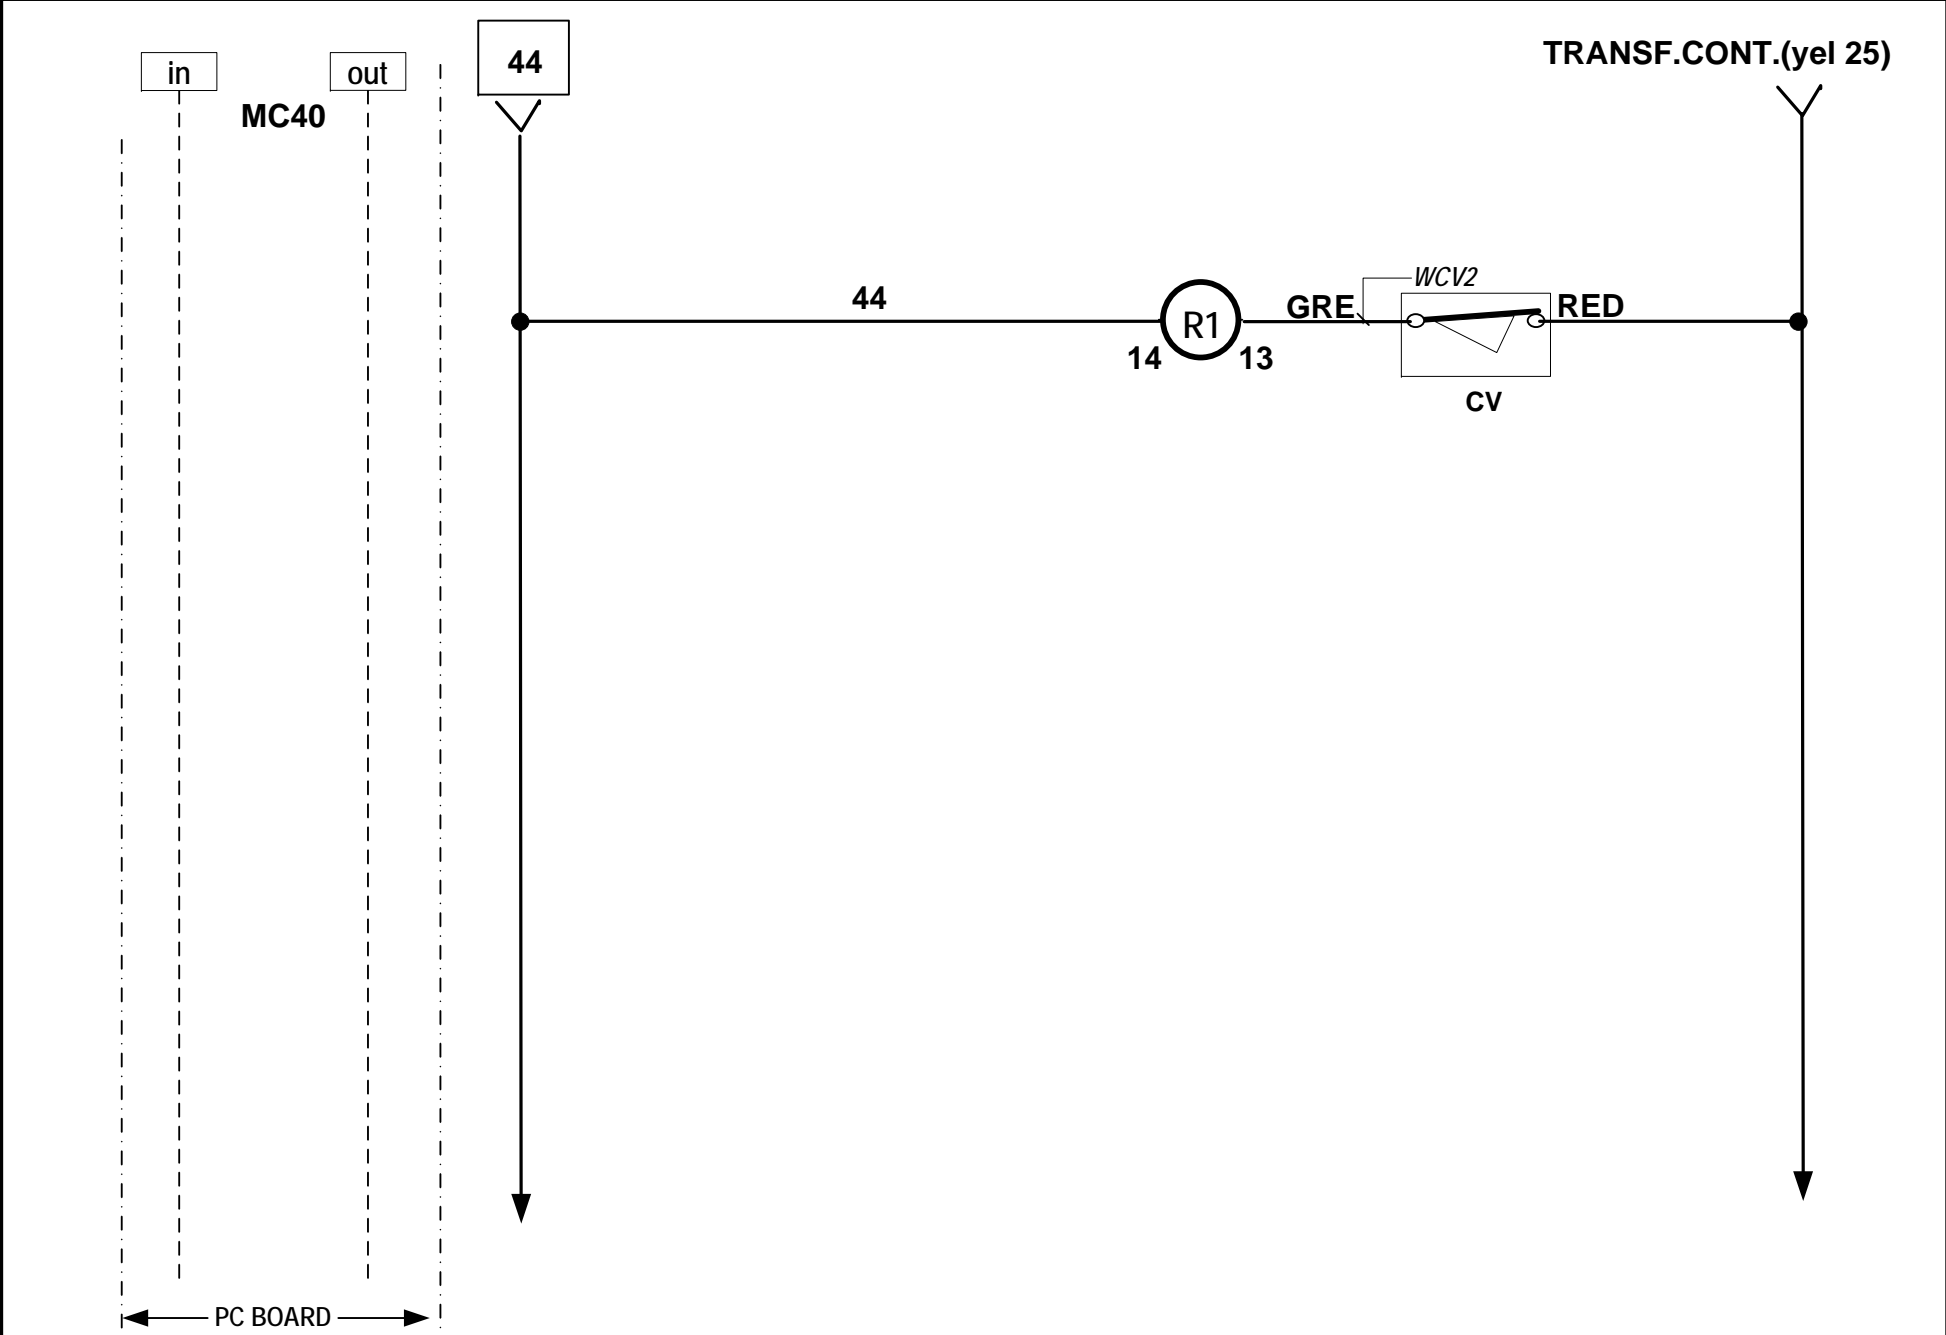 in
out
44
TRANSF.CONT.(yel 25)
MC40
WCV2
44
GRE
RED
R1
14
13
CV
PC BOARD